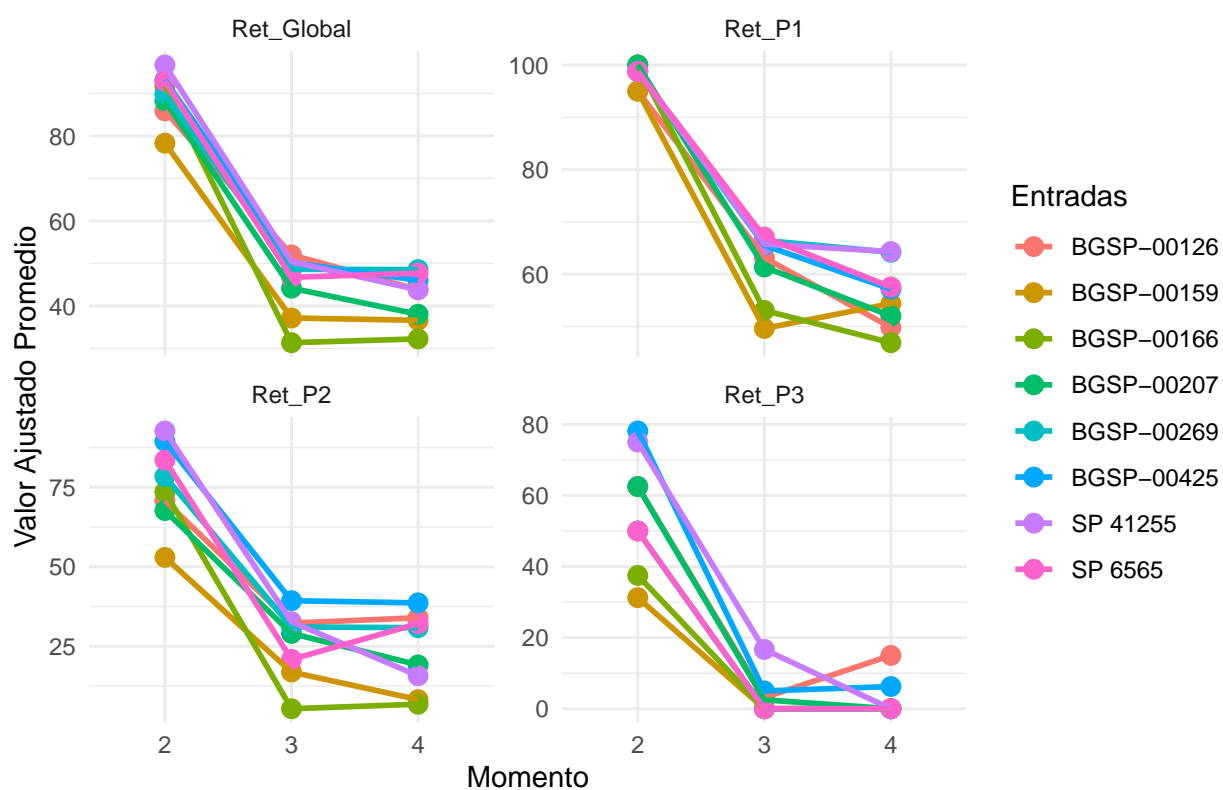 Ret_Global
Ret_P1
80
60
40
100
80
60
Ret_P2
Ret_P3
75
50
25
80
60
40
20
0
2 3 4
2 3 4
Momento
Valor Ajustado Promedio
Entradas
BGSP−00126
BGSP−00159
BGSP−00166
BGSP−00207
BGSP−00269
BGSP−00425
SP 41255
SP 6565